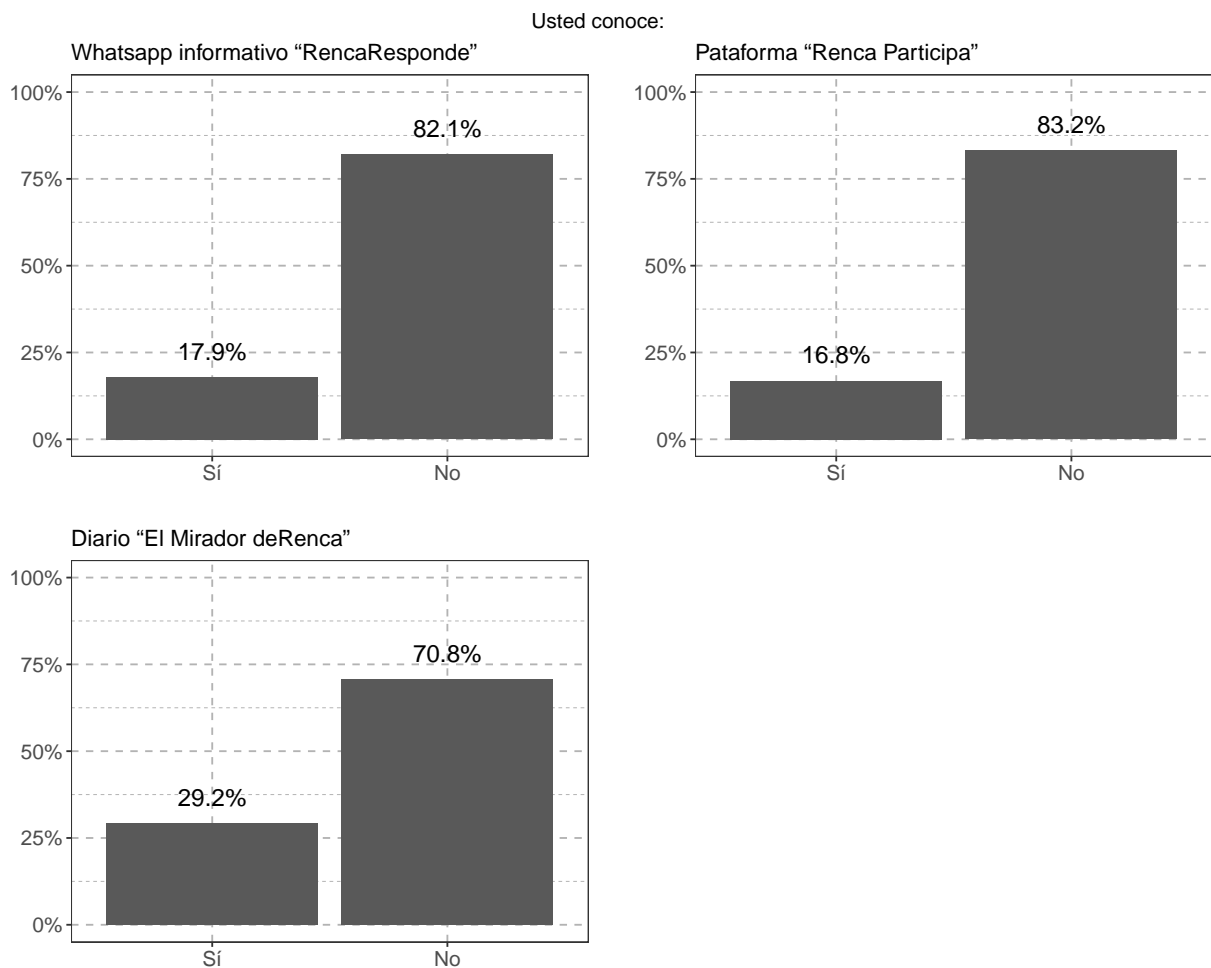 Usted conoce:
Whatsapp informativo “RencaResponde”
100%
75%
50%
25%
0%
17.9%
82.1%
Sí
No
Pataforma “Renca Participa”
100%
75%
50%
25%
0%
16.8%
83.2%
Sí
No
Diario “El Mirador deRenca”
100%
75%
50%
25%
0%
29.2%
70.8%
Sí
No